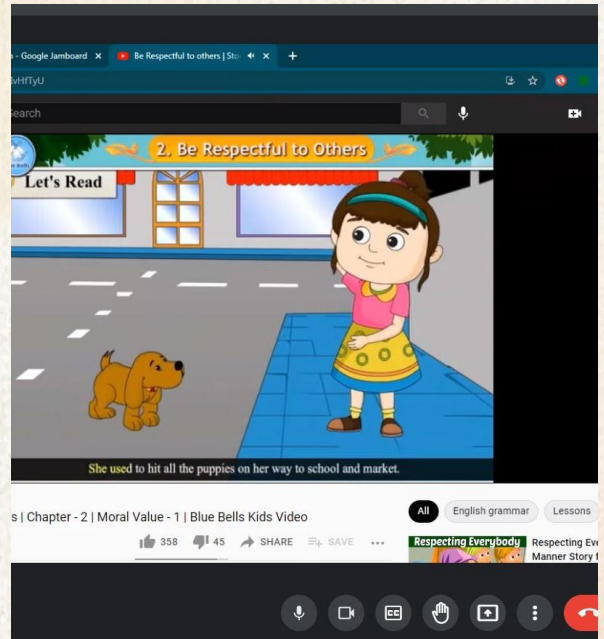 - Google Jamboard
Be Respectful to others | Sto
vHfTyU
Search
2. Be Respectful to Others
Let's Read
She used to hit all the puppies on her way to school and market.
s | Chapter - 2 | Moral Value - 1 | Blue Bells Kids Video
358 45 SHARE SAVE
All English grammar Lessons
Respecting Everybody
Respecting Eve
Manner Story f
CC